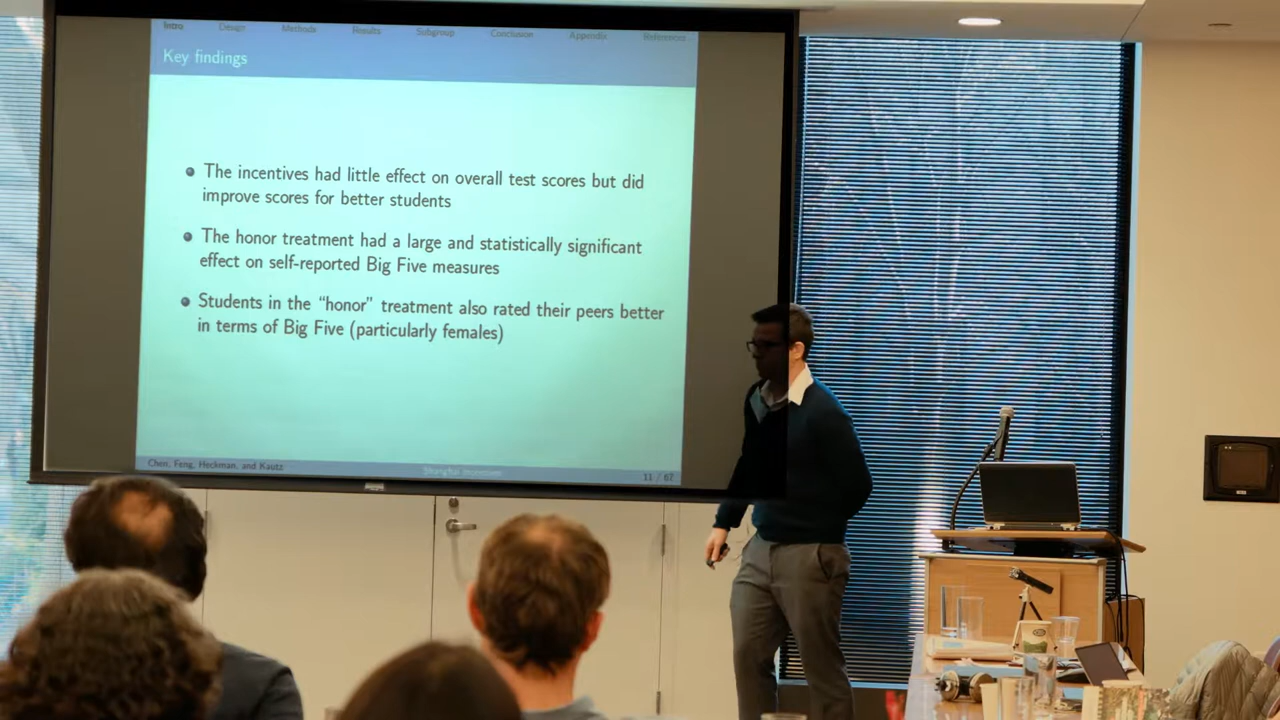 Intro Design Methods Results Subgroup Conclusion Appendix References
Key findings
The incentives had little effect on overall test scores but did
improve scores for better students
The honor treatment had a large and statistically significant
effect on self-reported Big Five measures
Students in the “honor” treatment also rated their peers better
in terms of Big Five (particularly females)
Chen, Feng, Heckman, and Kautz Shanghai Incentives 11 / 67